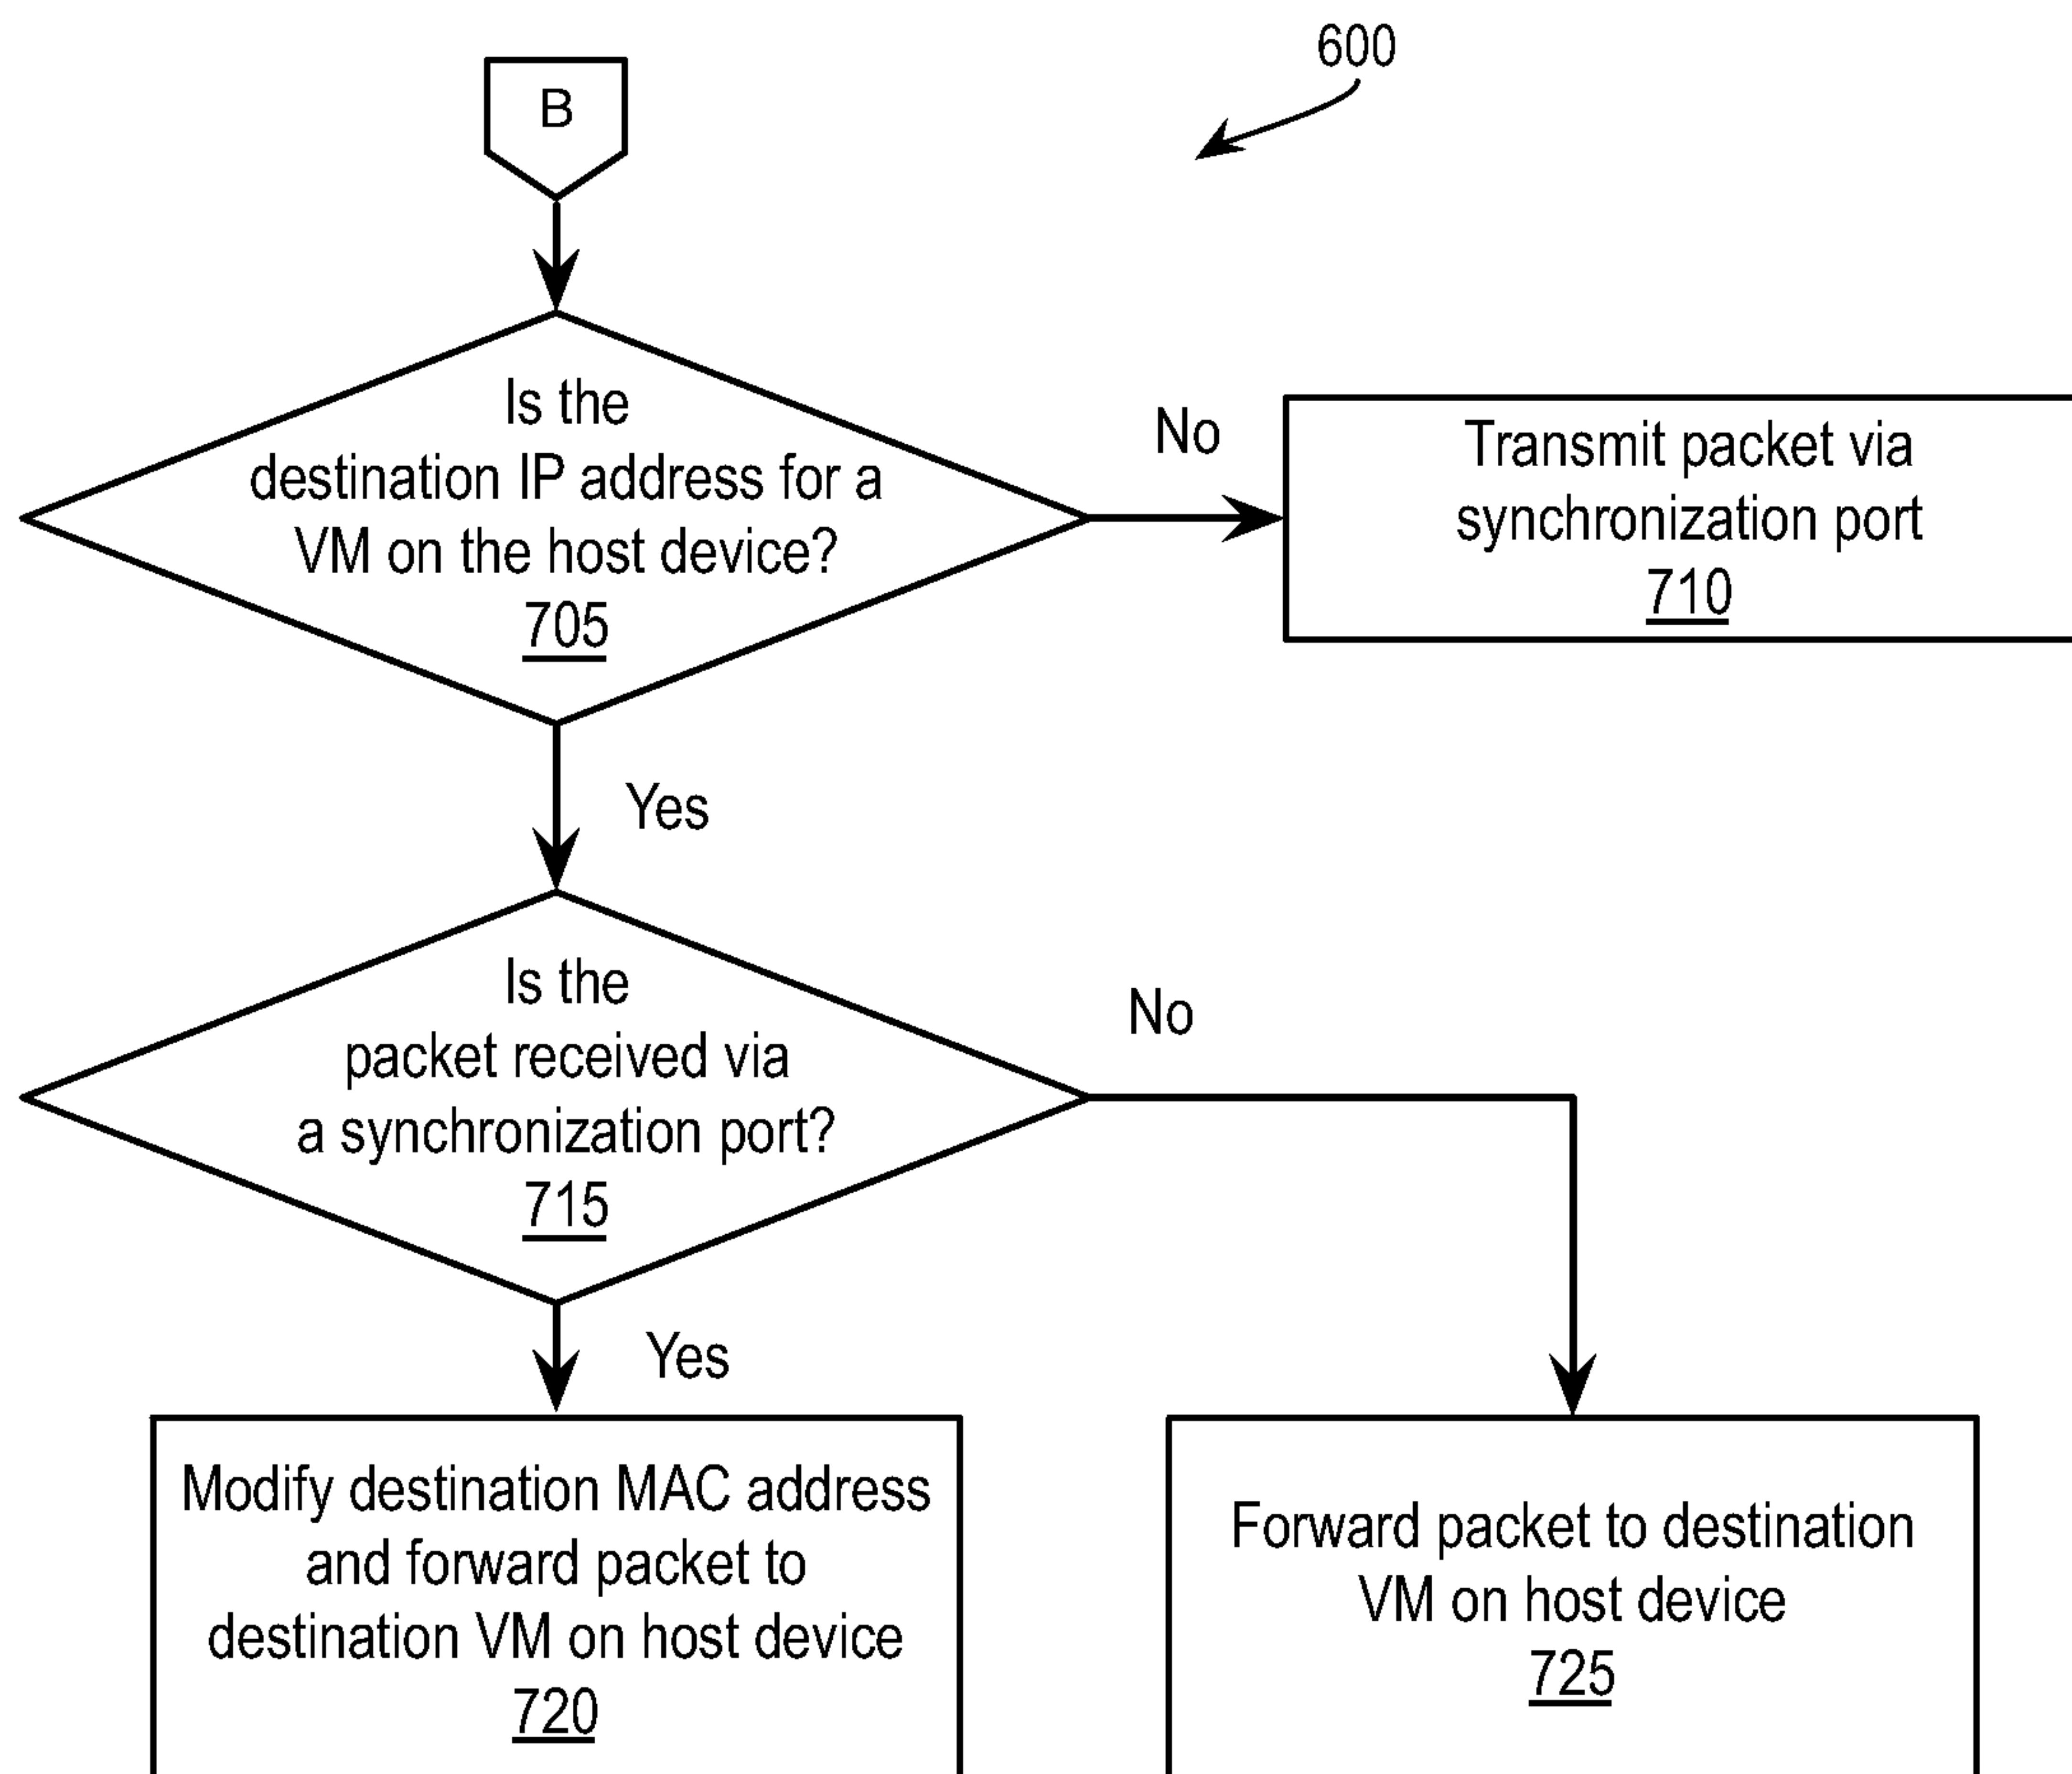 600
B
Is the
destination IP address for a
VM on the host device?
705
No
Transmit packet via
synchronization port
710
Yes
Is the
packet received via
a synchronization port?
715
No
Yes
Modify destination MAC address
and forward packet to
destination VM on host device
720
Forward packet to destination
VM on host device
725